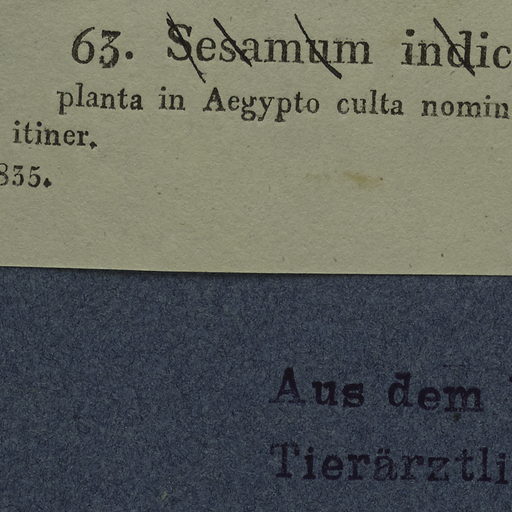 63. Sesamum indic
planta in Aegypto culta nomin
itiner.
835.
Aus dem
Tierärztli